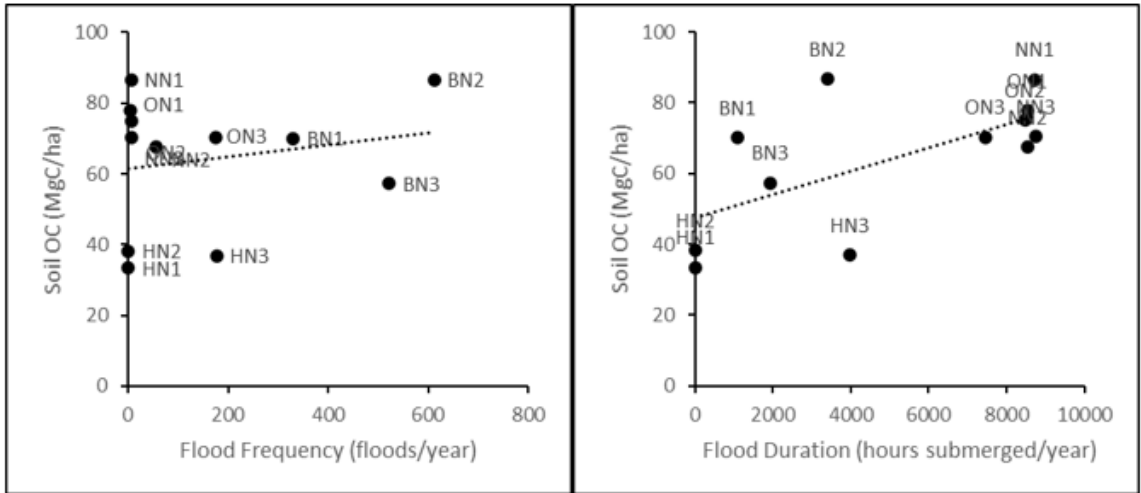 100
80
60
40
20
0
Soil OC (MgC/ha)
NN1
ON1
ON3
BN1
BN2
BN3
HN2
HN1
HN3
0 200 400 600 800
Flood Frequency (floods/year)
100
80
60
40
20
0
Soil OC (MgC/ha)
BN2
NN1
BN1
ON2
ON3
NN3
NN2
BN3
HN2
HN1
HN3
0 2000 4000 6000 8000 10000
Flood Duration (hours submerged/year)